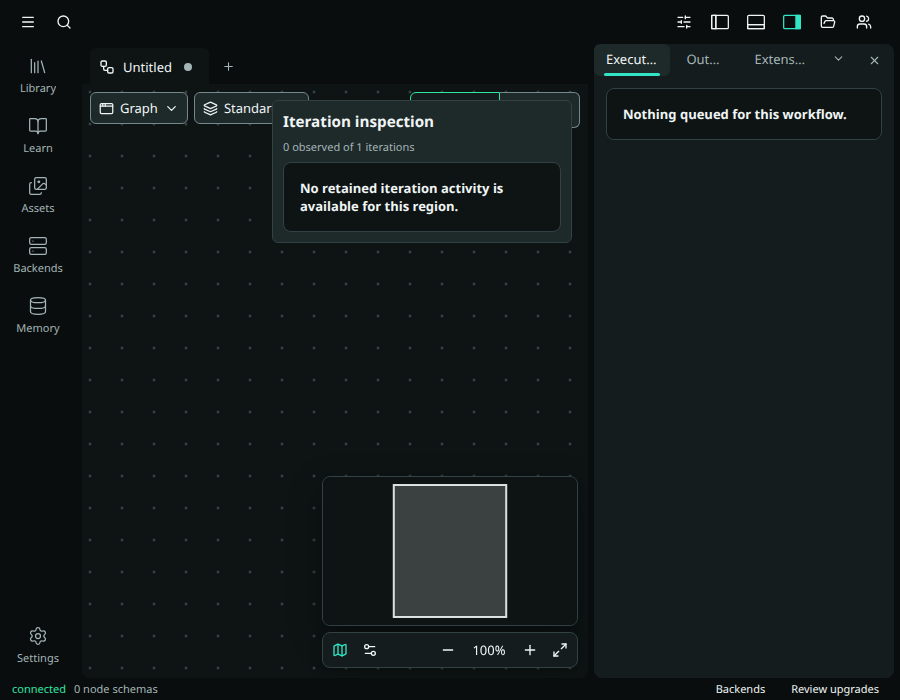 Untitled
Execut...
Out...
Extens...
Library
Learn
Assets
Backends
Memory
Settings
Graph
Standar
Iteration inspection
0 observed of 1 iterations
No retained iteration activity is
available for this region.
Nothing queued for this workflow.
100%
connected
0 node schemas
Backends
Review upgrades